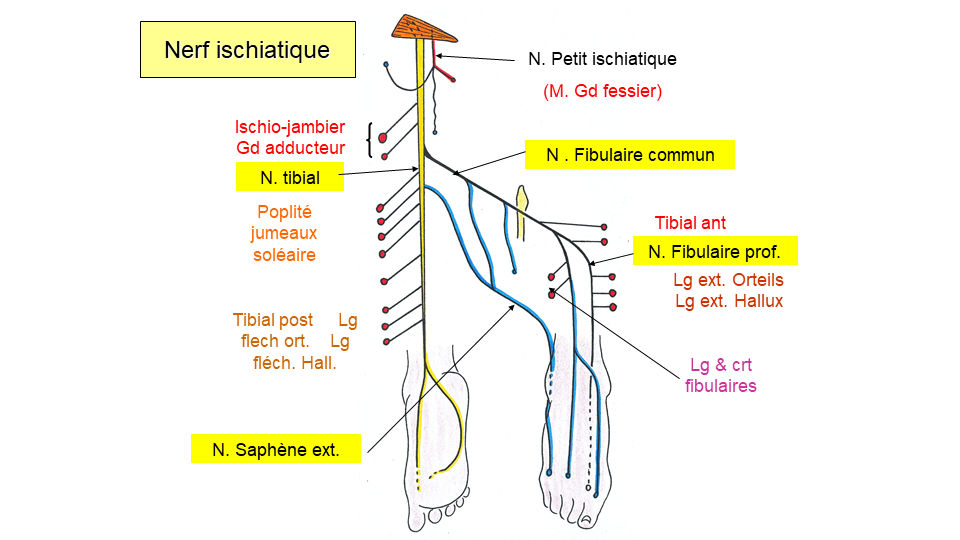 Nerf ischiatique
N. Petit ischiatique
(M. Gd fessier)
Ischio-jambier
Gd adducteur
N . Fibulaire commun
N. tibial
Poplité
jumeaux
soléaire
Tibial ant
N. Fibulaire prof.
Lg ext. Orteils
Lg ext. Hallux
Tibial post Lg
flech ort. Lg
fléch. Hall.
Lg & crt
fibulaires
N. Saphène ext.